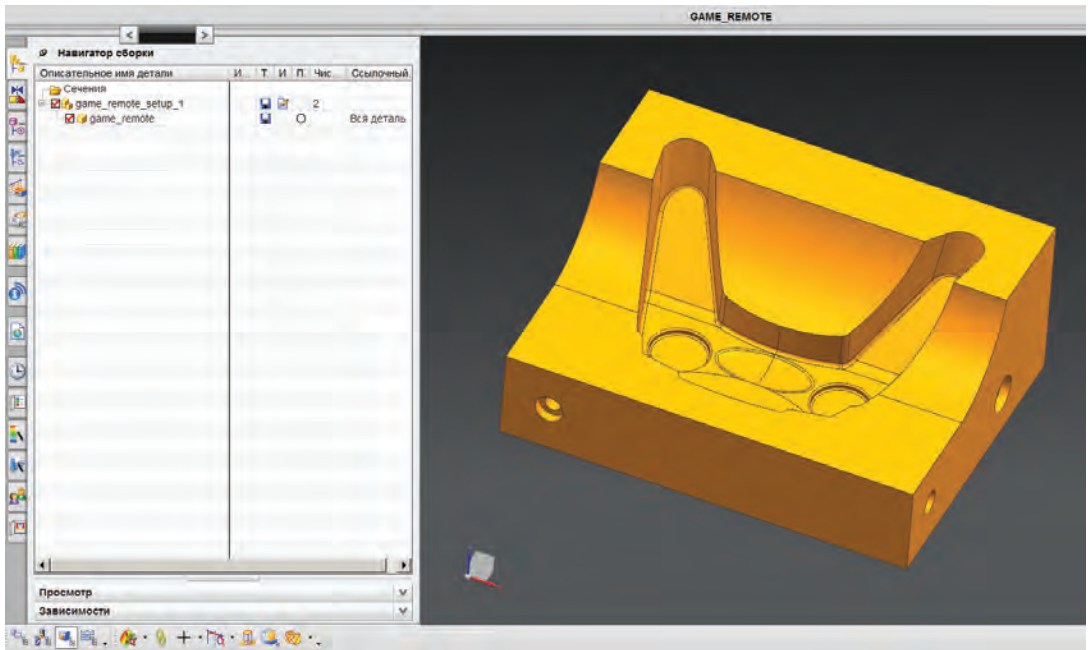 GAME_REMOTE
Навигатор сборки
Описательное имя детали И... Т И П. Чис... Ссылочный
Сечения
game_remote_setup_1 2
game_remote Вся деталь
Просмотр
Зависимости